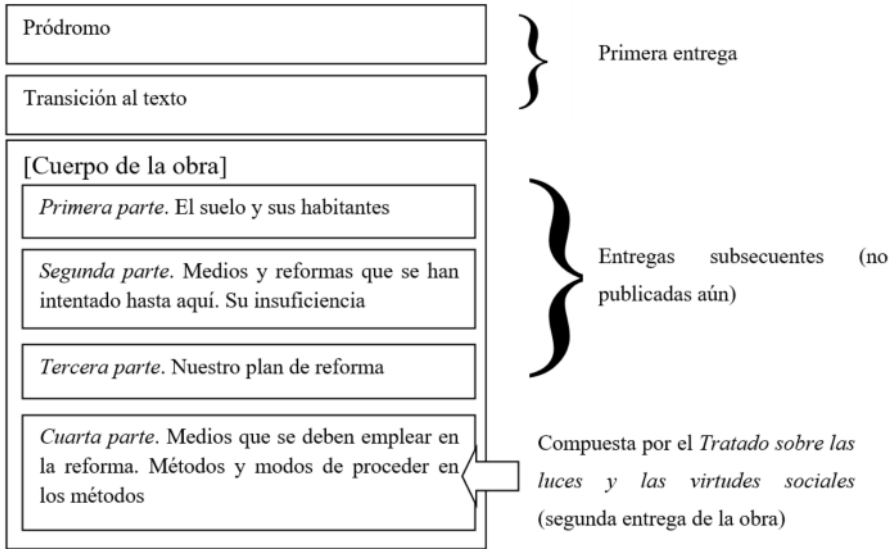 Pródromo
Primera entrega
Transición al texto
[Cuerpo de la obra]
Primera parte. El suelo y sus habitantes
Segunda parte. Medios y reformas que se han
intentado hasta aquí. Su insuficiencia
Entregas subsecuentes (no
publicadas aún)
Tercera parte. Nuestro plan de reforma
Cuarta parte. Medios que se deben emplear en
la reforma. Métodos y modos de proceder en
los métodos
Compuesta por el Tratado sobre las
luces y las virtudes sociales
(segunda entrega de la obra)